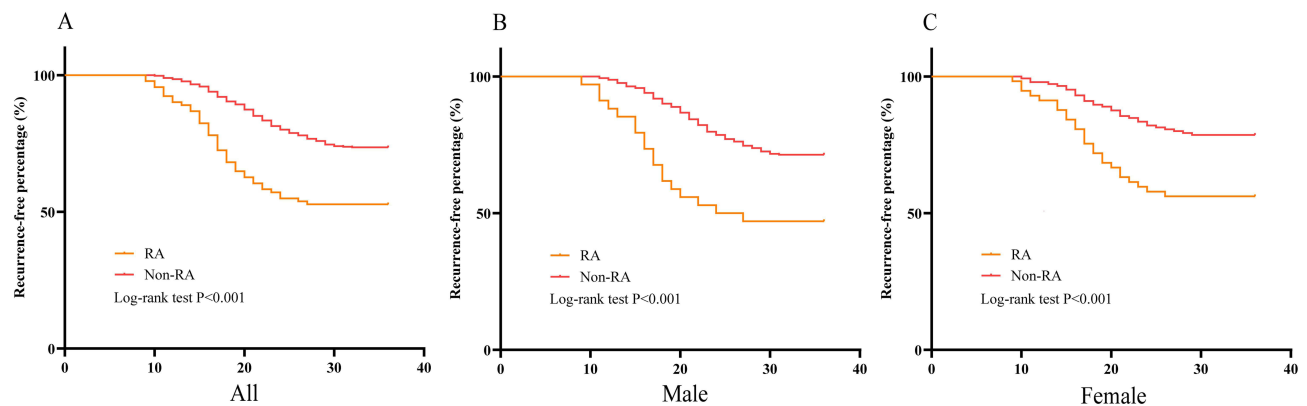 A
Recurrence-free percentage (%)
100
50
0
RA
Non-RA
Log-rank test P<0.001
0 10 20 30 40
All
B
Recurrence-free percentage (%)
100
50
0
RA
Non-RA
Log-rank test P<0.001
0 10 20 30 40
Male
C
Recurrence-free percentage (%)
100
50
0
RA
Non-RA
Log-rank test P<0.001
0 10 20 30 40
Female